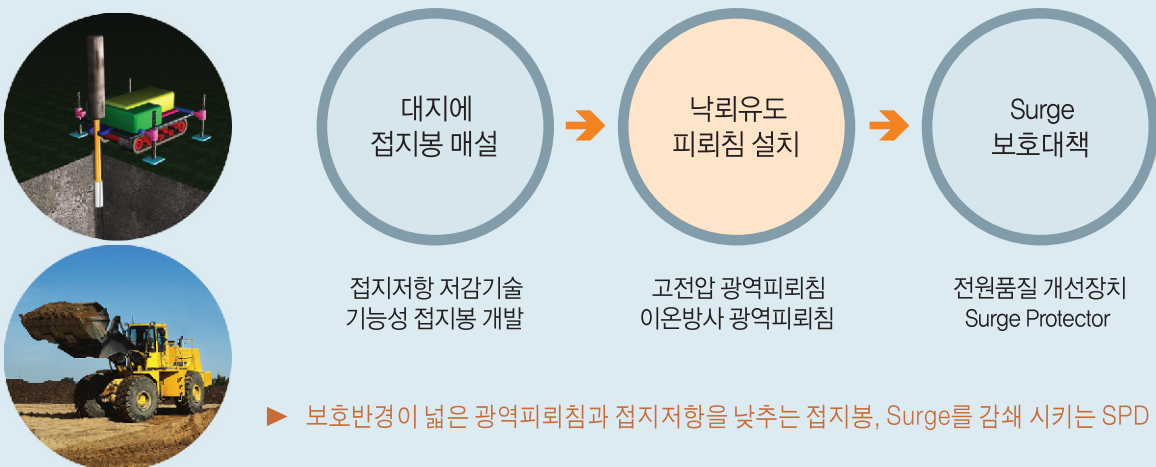 대지에
접지봉 매설
낙뢰유도
피뢰침 설치
Surge
보호대책
접지저항 저감기술
기능성 접지봉 개발
고전압 광역피뢰침
이온방사 광역피뢰침
전원품질 개선장치
Surge Protector
▶ 보호반경이 넓은 광역피뢰침과 접지저항을 낮추는 접지봉, Surge를 감쇄 시키는 SPD